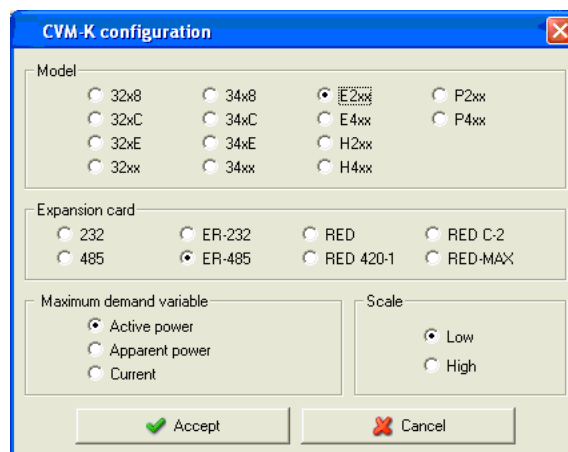 CVM-K configuration
Model
32x8 34x8 E2xx P2xx
32xC 34xC E4xx P4xx
32xE 34xE H2xx
32xx 34xx H4xx
Expansion card
232 ER-232 RED RED C-2
485 ER-485 RED 420-1 RED-MAX
Maximum demand variable
Active power
Apparent power
Current
Scale
Low
High
Accept Cancel